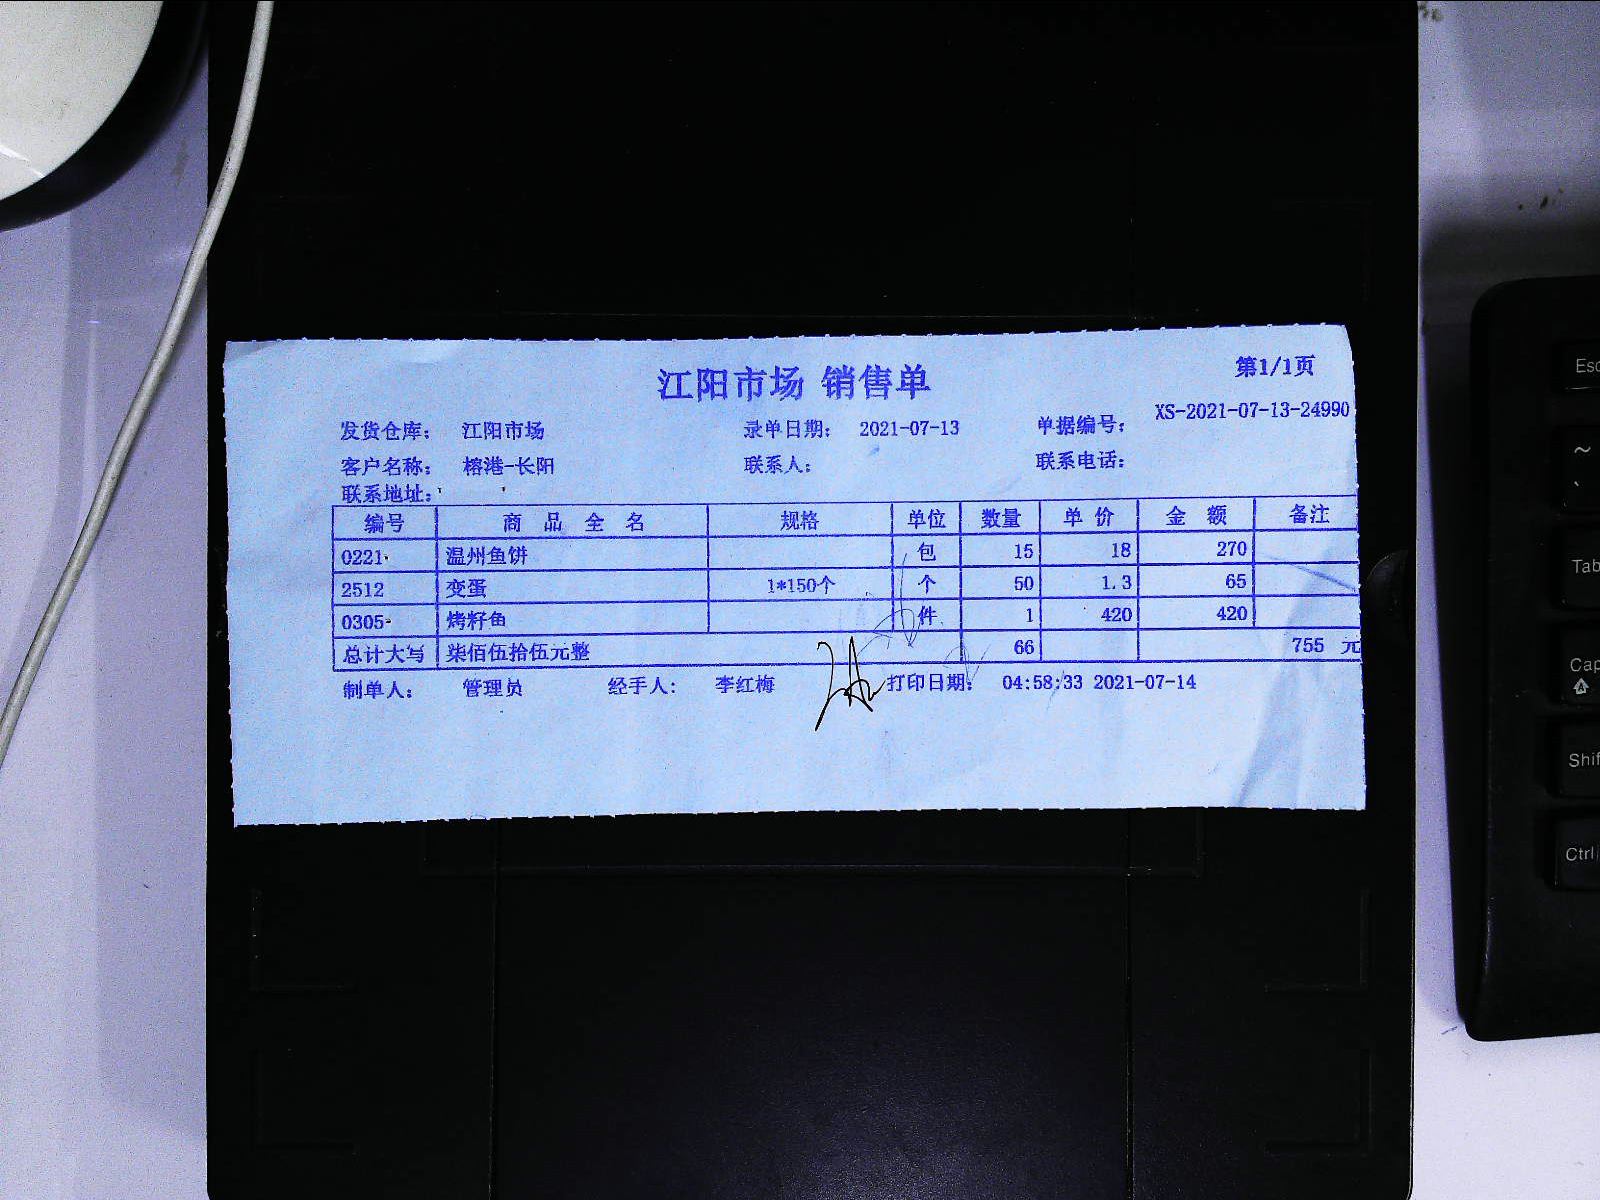 江阳市场 销售单
第1/1页
发货仓库： 江阳市场 录单日期： 2021-07-13 单据编号： XS-2021-07-13-24990
客户名称： 榕港-长阳 联系人： 联系电话：
联系地址：
编号 商 品 全 名 规格 单位 数量 单 价 金 额 备注
0221 温州鱼饼 包 15 18 270
2512 变蛋 1*150个 个 50 1.3 65
0305 烤籽鱼 件 1 420 420
总计大写 柒佰伍拾伍元整 66 755 元
制单人： 管理员 经手人： 李红梅 打印日期： 04:58:33 2021-07-14
Esc
~
Tab
Cap
Shif
Ctrl